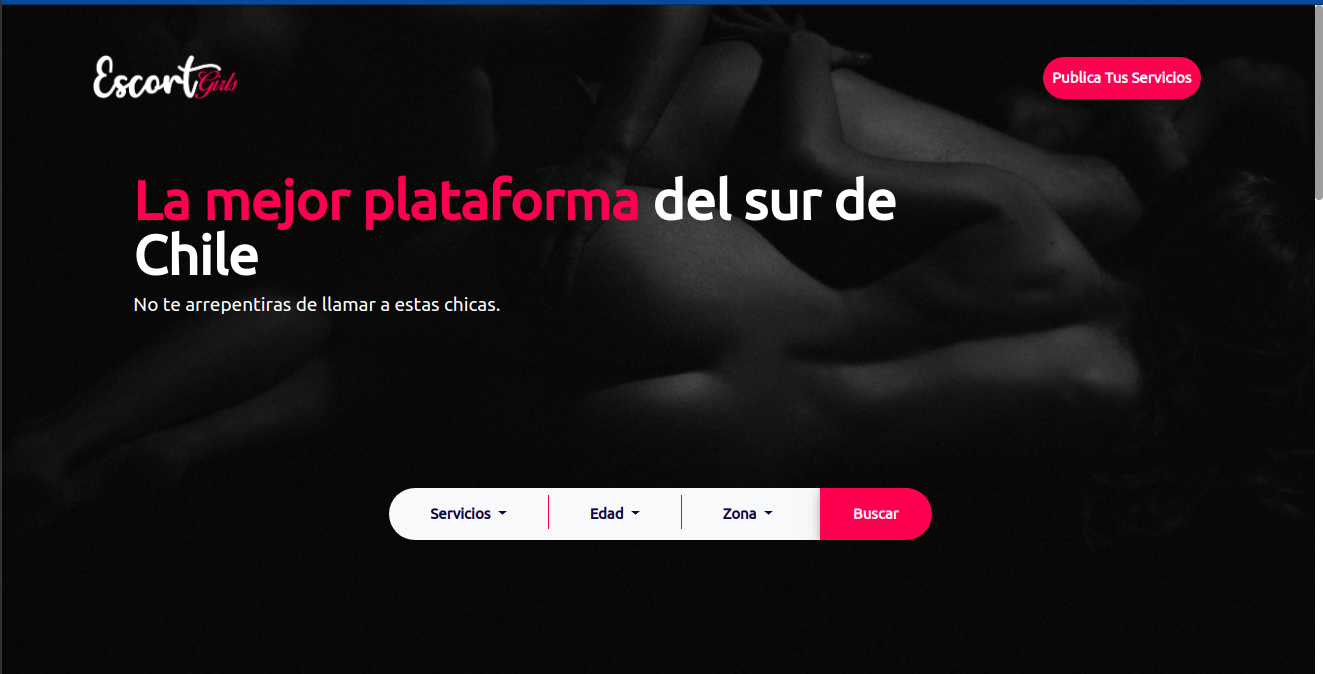 Escort Girls
Publica Tus Servicios
La mejor plataforma del sur de
Chile
No te arrepentiras de llamar a estas chicas.
Servicios
Edad
Zona
Buscar